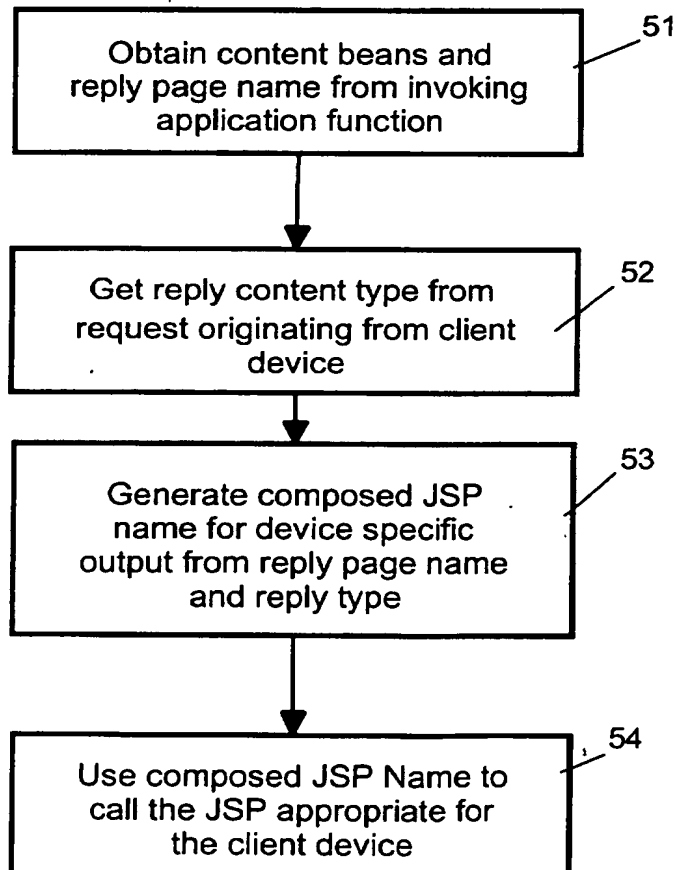 51
Obtain content beans and
reply page name from invoking
application function
52
Get reply content type from
request originating from client
device
53
Generate composed JSP
name for device specific
output from reply page name
and reply type
54
Use composed JSP Name to
call the JSP appropriate for
the client device